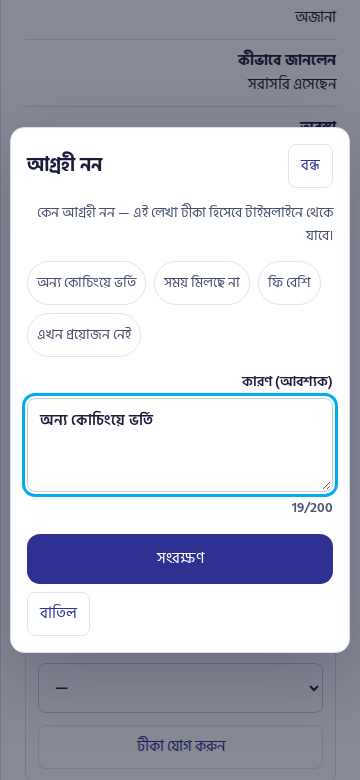 অজানা
কীভাবে জানলেন
সরাসরি এসেছেন
অবস্থা
আগ্রহী নন
বন্ধ
কেন আগ্রহী নন — এই লেখা টীকা হিসেবে টাইমলাইনে থেকে
যাবে।
অন্য কোচিংয়ে ভর্তি
সময় মিলছে না
ফি বেশি
এখন প্রয়োজন নেই
কারণ (আবশ্যক)
অন্য কোচিংয়ে ভর্তি
19/200
সংরক্ষণ
বাতিল
—
টীকা যোগ করুন